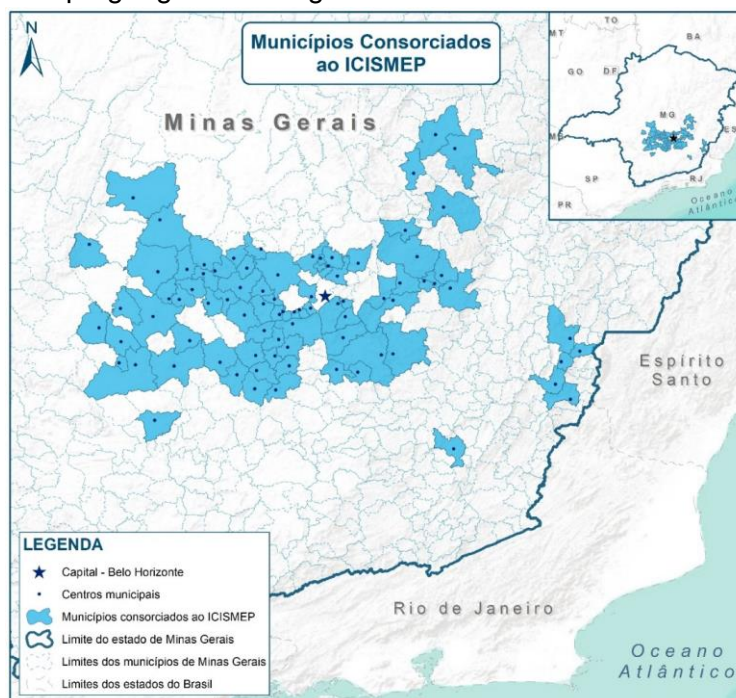 Municípios Consorciados
ao ICISMEP
N
Minas Gerais
TO
MT
BA
GO
DF
MG
ES
SP
RJ
PR
Oceano
Atlântico
Espírito
Santo
Rio de Janeiro
Oceano
Atlântico
LEGENDA
Capital - Belo Horizonte
Centros municipais
Municípios consorciados ao ICISMEP
Limite do estado de Minas Gerais
Limites dos municípios de Minas Gerais
Limites dos estados do Brasil